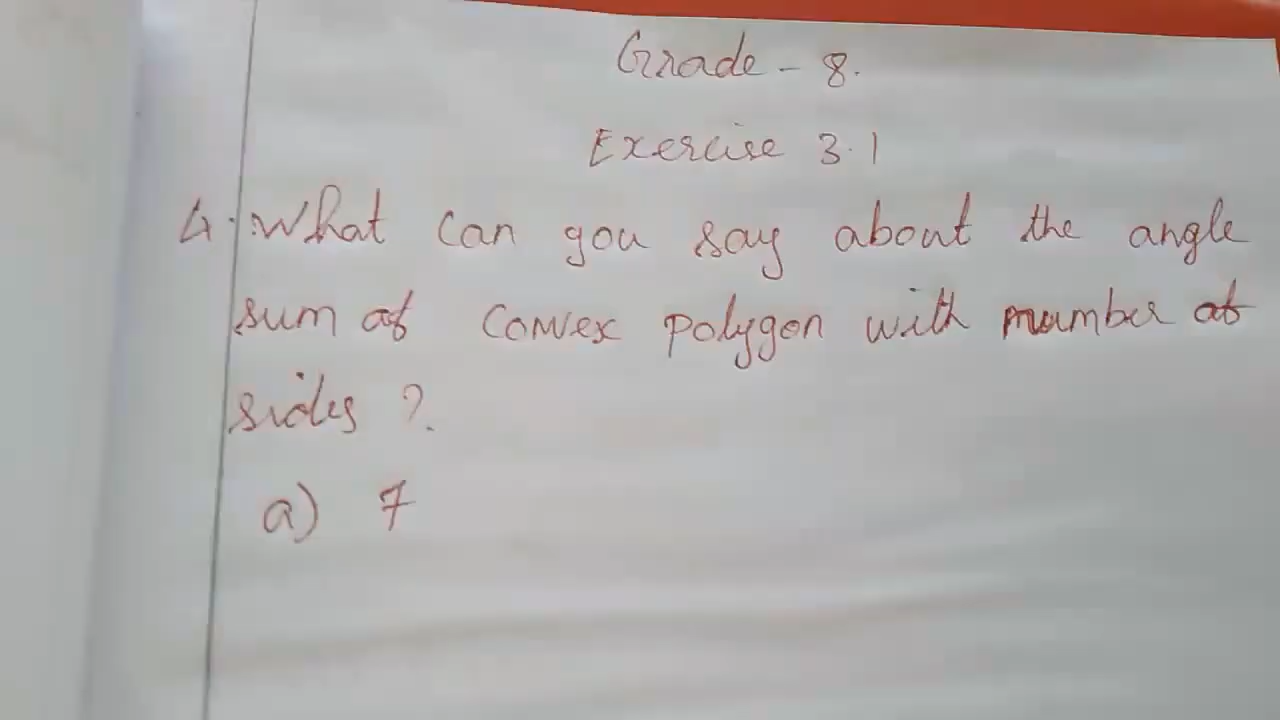 Grade - 8.
Exercise 3.1
4. What can you say about the angle
sum of convex polygon with number of
sides ?
a) 7